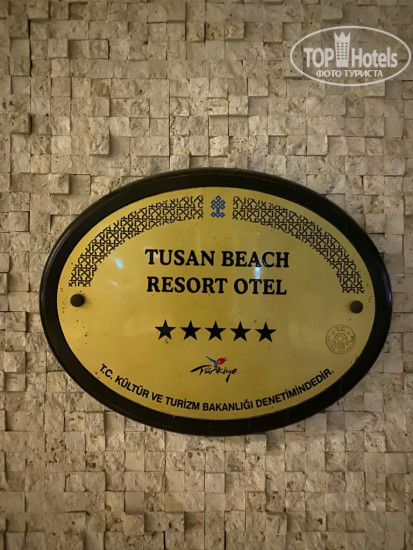 TOP Hotels
ФОТО ТУРИСТА
TUSAN BEACH
RESORT OTEL
Türkiye
T.C. KÜLTÜR VE TURİZM BAKANLIĞI DENETİMİNDEDİR.